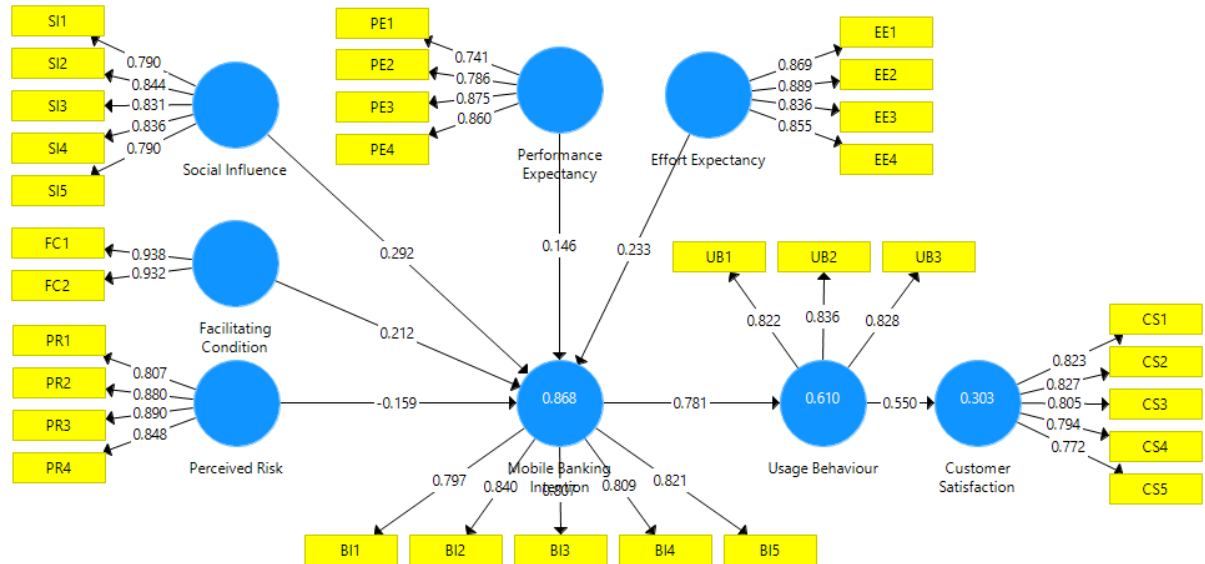 SI1
SI2
SI3
SI4
SI5
0.790
0.844
0.831
0.836
0.790
Social Influence
PE1
PE2
PE3
PE4
0.741
0.786
0.875
0.860
Performance
Expectancy
EE1
EE2
EE3
EE4
0.869
0.889
0.836
0.855
Effort Expectancy
FC1
FC2
0.938
0.932
Facilitating
Condition
0.292
0.146
0.233
0.212
UB1
UB2
UB3
0.822
0.836
0.828
PR1
PR2
PR3
PR4
0.807
0.880
0.890
0.848
Perceived Risk
-0.159
0.868
Mobile Banking
Intention
0.781
0.610
Usage Behaviour
0.550
0.303
Customer
Satisfaction
CS1
CS2
CS3
CS4
CS5
0.823
0.827
0.805
0.794
0.772
0.797
0.840
0.809
0.821
BI1
BI2
BI3
BI4
BI5